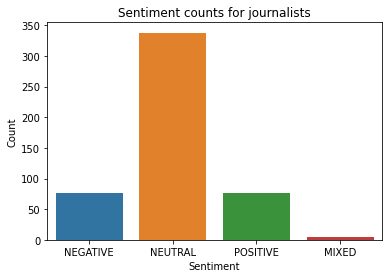 Sentiment counts for journalists
350
300
250
200
150
100
50
0
Count
NEGATIVE NEUTRAL POSITIVE MIXED
Sentiment